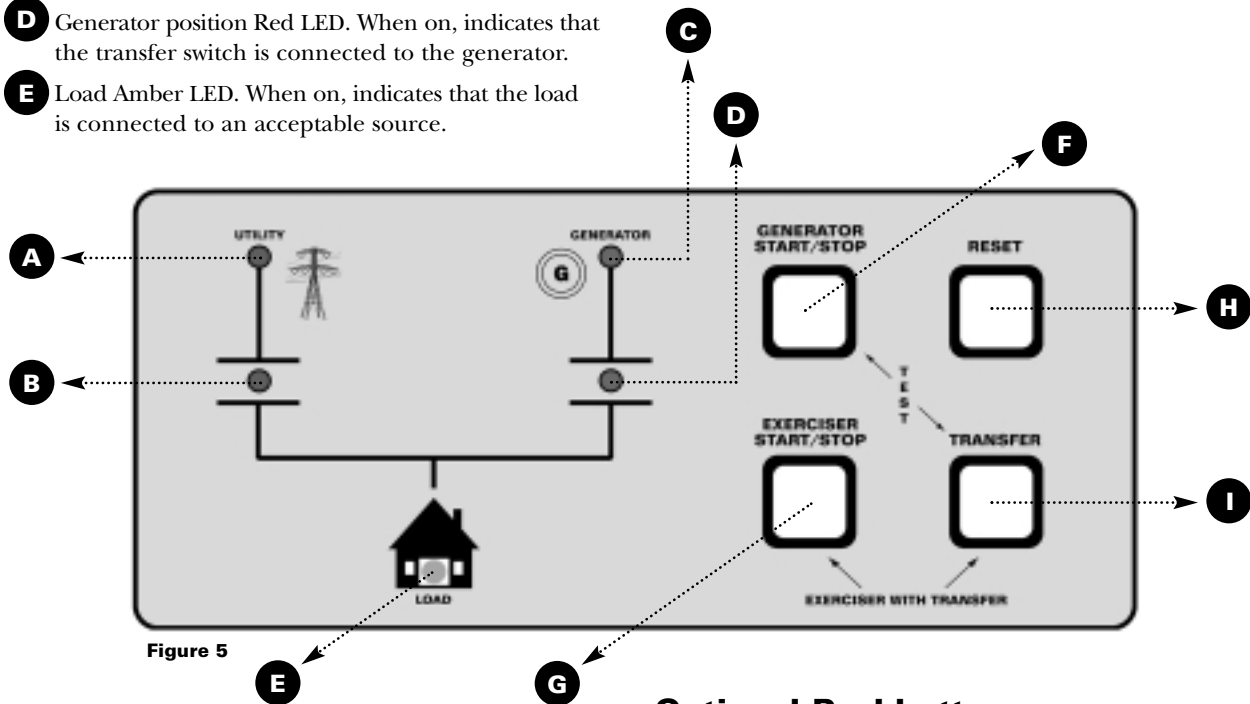 D Generator position Red LED. When on, indicates that
the transfer switch is connected to the generator.
E Load Amber LED. When on, indicates that the load
is connected to an acceptable source.
C
D
F
A
UTILITY
GENERATOR
G
GENERATOR
START/STOP
RESET
H
B
TEST
EXERCISER
START/STOP
TRANSFER
I
LOAD
EXERCISER WITH TRANSFER
Figure 5
E
G